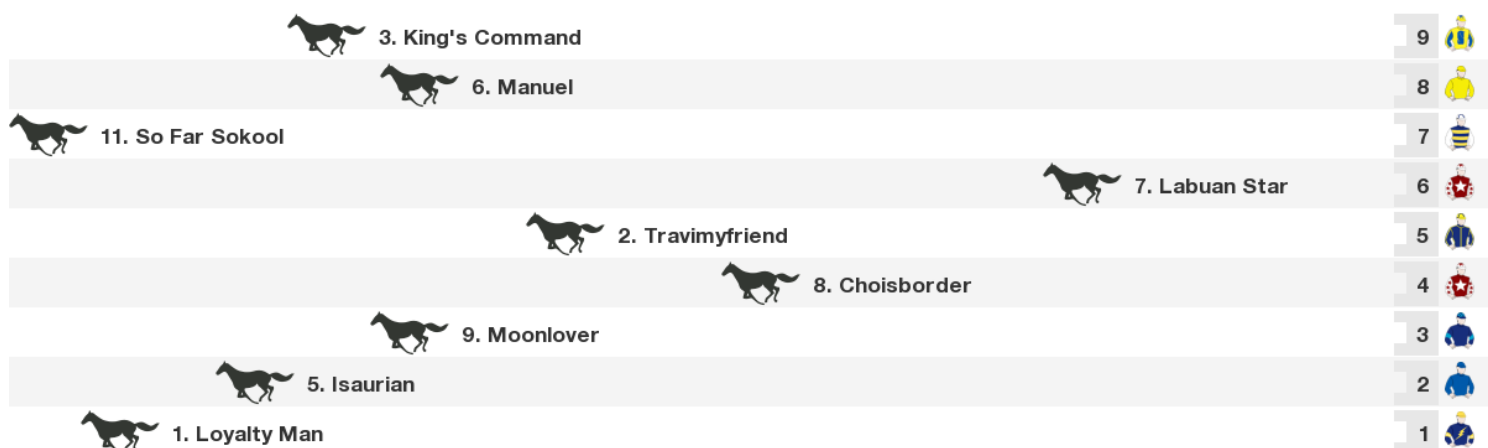 3. King's Command 9
6. Manuel 8
11. So Far Sokool 7
7. Labuan Star 6
2. Travimyfriend 5
8. Choisborder 4
9. Moonlover 3
5. Isaurian 2
1. Loyalty Man 1